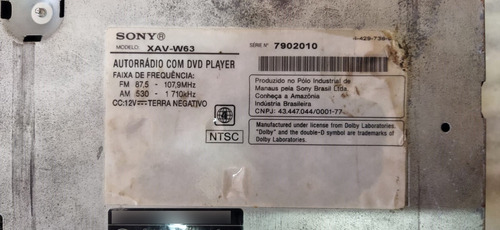 SONY®
MODELO: XAV-W63
SÉRIE Nº 7902010
AUTORRÁDIO COM DVD PLAYER
FAIXA DE FREQUÊNCIA:
FM 87,5 - 107,9MHz
AM 530 - 1 710kHz
CC:12V TERRA NEGATIVO
NTSC
Produzido no Pólo Industrial de
Manaus pela Sony Brasil Ltda.
Conheça a Amazônia
Indústria Brasileira
CNPJ: 43.447.044/0001-77
Manufactured under license from Dolby Laboratories.
"Dolby" and the double-D symbol are trademarks of
Dolby Laboratories.